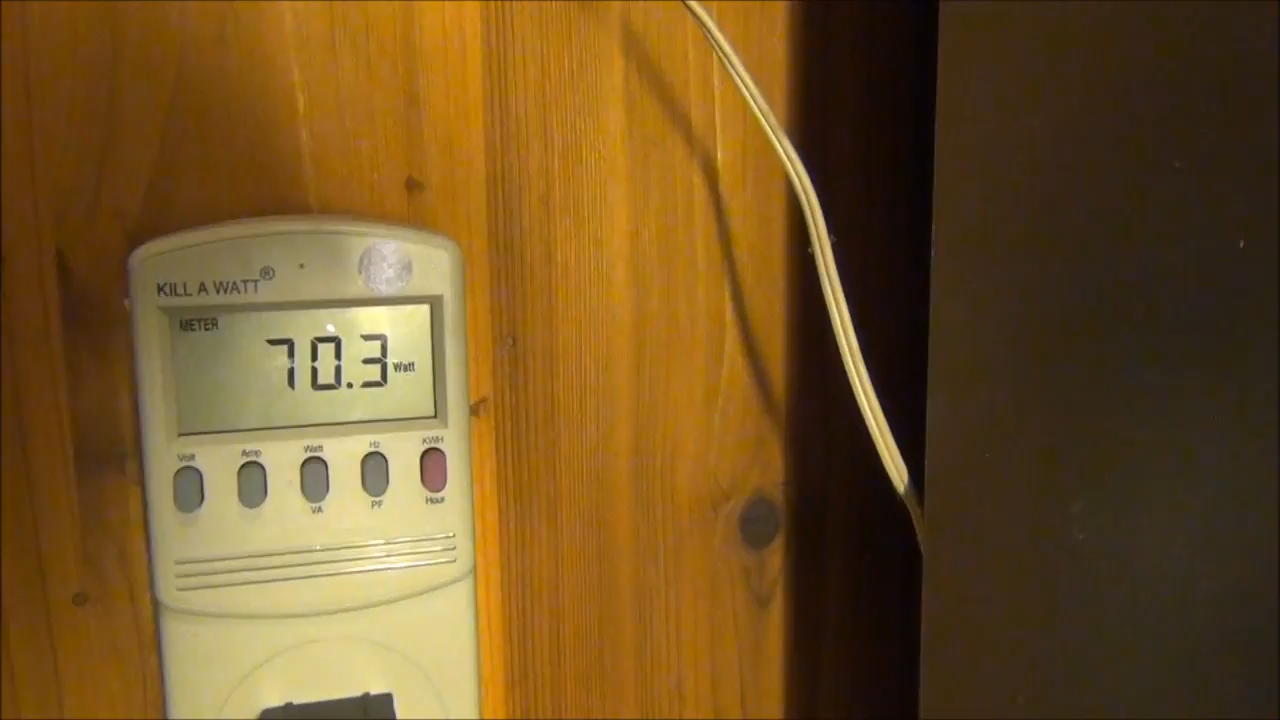 KILL A WATT®
METER
70.3 Watt
Volt Amp Watt Hz KWH
VA PF Hour